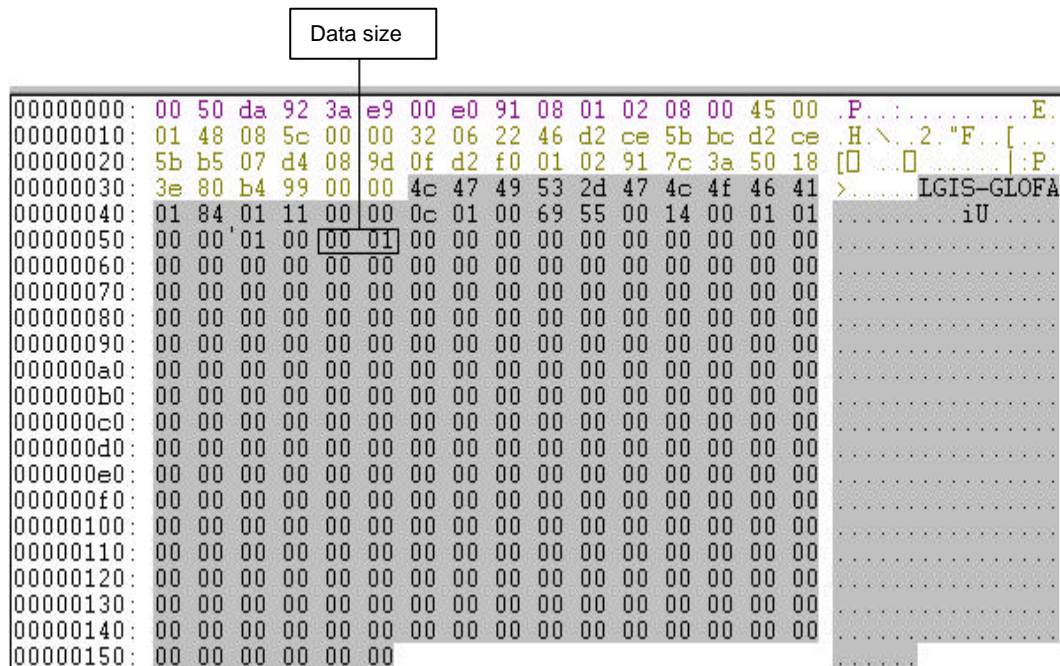 Data size
00000000: 00 50 da 92 3a e9 00 e0 91 08 01 02 08 00 45 00 .P..:.........E.
00000010: 01 48 08 5c 00 00 32 06 22 46 d2 ce 5b bc d2 ce .H.\..2."F..[...
00000020: 5b b5 07 d4 08 9d 0f d2 f0 01 02 91 7c 3a 50 18 [□...□......|:P.
00000030: 3e 80 b4 99 00 00 4c 47 49 53 2d 47 4c 4f 46 41 >.....LGIS-GLOFA
00000040: 01 84 01 11 00 00 0c 01 00 69 55 00 14 00 01 01 .........iU.....
00000050: 00 00 '01 00 00 01 00 00 00 00 00 00 00 00 00 00 ................
00000060: 00 00 00 00 00 00 00 00 00 00 00 00 00 00 00 00 ................
00000070: 00 00 00 00 00 00 00 00 00 00 00 00 00 00 00 00 ................
00000080: 00 00 00 00 00 00 00 00 00 00 00 00 00 00 00 00 ................
00000090: 00 00 00 00 00 00 00 00 00 00 00 00 00 00 00 00 ................
000000a0: 00 00 00 00 00 00 00 00 00 00 00 00 00 00 00 00 ................
000000b0: 00 00 00 00 00 00 00 00 00 00 00 00 00 00 00 00 ................
000000c0: 00 00 00 00 00 00 00 00 00 00 00 00 00 00 00 00 ................
000000d0: 00 00 00 00 00 00 00 00 00 00 00 00 00 00 00 00 ................
000000e0: 00 00 00 00 00 00 00 00 00 00 00 00 00 00 00 00 ................
000000f0: 00 00 00 00 00 00 00 00 00 00 00 00 00 00 00 00 ................
00000100: 00 00 00 00 00 00 00 00 00 00 00 00 00 00 00 00 ................
00000110: 00 00 00 00 00 00 00 00 00 00 00 00 00 00 00 00 ................
00000120: 00 00 00 00 00 00 00 00 00 00 00 00 00 00 00 00 ................
00000130: 00 00 00 00 00 00 00 00 00 00 00 00 00 00 00 00 ................
00000140: 00 00 00 00 00 00 00 00 00 00 00 00 00 00 00 00 ................
00000150: 00 00 00 00 00 00 ......